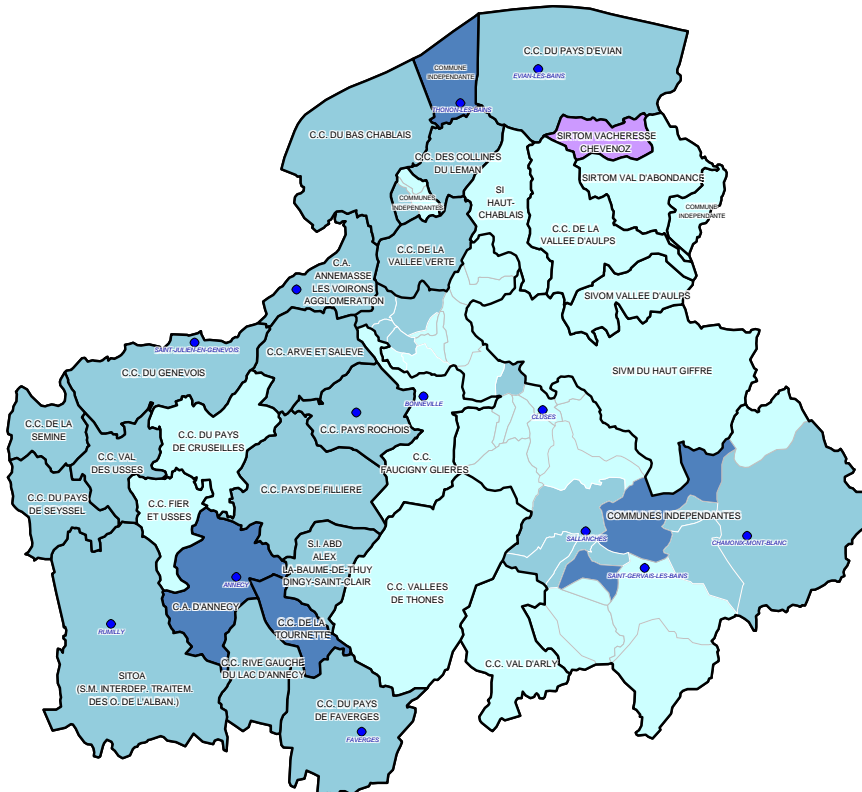 C.C. DU PAYS D'EVIAN
COMMUNE
INDEPENDANTE
EVIAN-LES-BAINS
THONON-LES-BAINS
C.C. DU BAS CHABLAIS
SIRTOM VACHERESSE
CHEVENOZ
C.C. DES COLLINES
DU LEMAN
SIRTOM VAL D'ABONDANCE
SI
HAUT-
CHABLAIS
COMMUNES
INDEPENDANTES
COMMUNE
INDEPENDANTE
C.C. DE LA
VALLEE D'AULPS
C.C. DE LA
VALLEE VERTE
C.A.
ANNEMASSE
LES VOIRONS
AGGLOMERATION
SIVOM VALLEE D'AULPS
SAINT-JULIEN-EN-GENEVOIS
C.C. ARVE ET SALEVE
C.C. DU GENEVOIS
SIVM DU HAUT GIFFRE
BONNEVILLE
CLUSES
C.C. DE LA
SEMINE
C.C. PAYS ROCHOIS
C.C. DU PAYS
DE CRUSEILLES
C.C. VAL
DES USSES
C.C.
FAUCIGNY GLIERES
C.C. PAYS DE FILLIERE
C.C. DU PAYS
DE SEYSSEL
C.C. FIER
ET USSES
COMMUNES INDEPENDANTES
SALLANCHES
CHAMONIX-MONT-BLANC
S.I. ABD
ALEX
LA-BAUME-DE-THUY
DINGY-SAINT-CLAIR
SAINT-GERVAIS-LES-BAINS
ANNECY
C.C. VALLEES
DE THONES
C.A. D'ANNECY
C.C. DE LA
TOURNETTE
RUMILLY
C.C. RIVE GAUCHE
DU LAC D'ANNECY
C.C. VAL D'ARLY
SITOA
(S.M. INTERDEP. TRAITEM.
DES O. DE L'ALBAN.)
C.C. DU PAYS
DE FAVERGES
FAVERGES